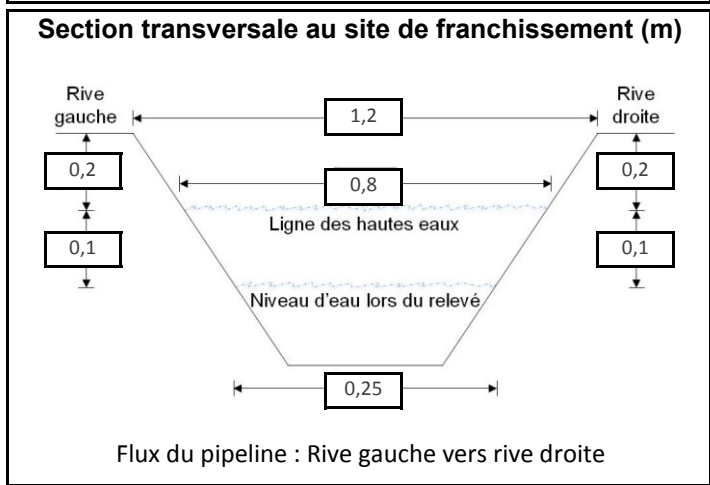 Section transversale au site de franchissement (m)
Rive
gauche
1,2
Rive
droite
0,2
0,8
0,2
Ligne des hautes eaux
0,1
0,1
Niveau d'eau lors du relevé
0,25
Flux du pipeline : Rive gauche vers rive droite